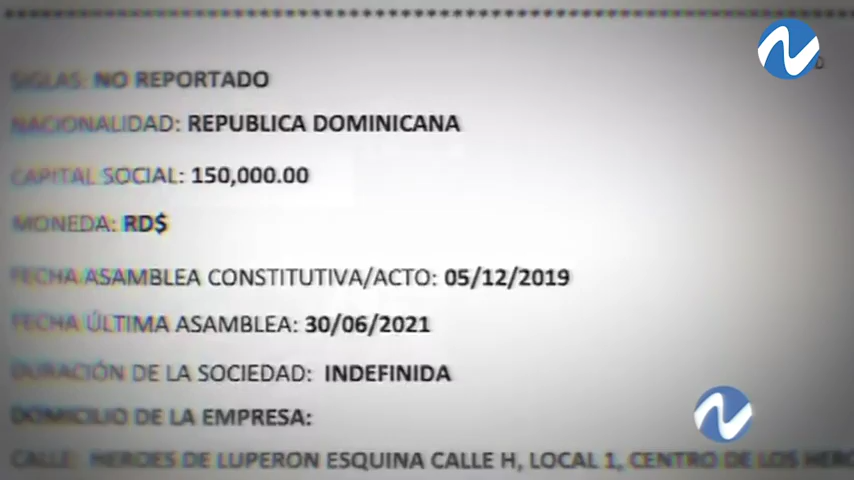 SIGLAS: NO REPORTADO
NACIONALIDAD: REPUBLICA DOMINICANA
CAPITAL SOCIAL: 150,000.00
MONEDA: RD$
FECHA ASAMBLEA CONSTITUTIVA/ACTO: 05/12/2019
FECHA ÚLTIMA ASAMBLEA: 30/06/2021
DURACIÓN DE LA SOCIEDAD: INDEFINIDA
DOMICILIO DE LA EMPRESA:
CALLE: HEROES DE LUPERON ESQUINA CALLE H, LOCAL 1, CENTRO DE LOS HERO